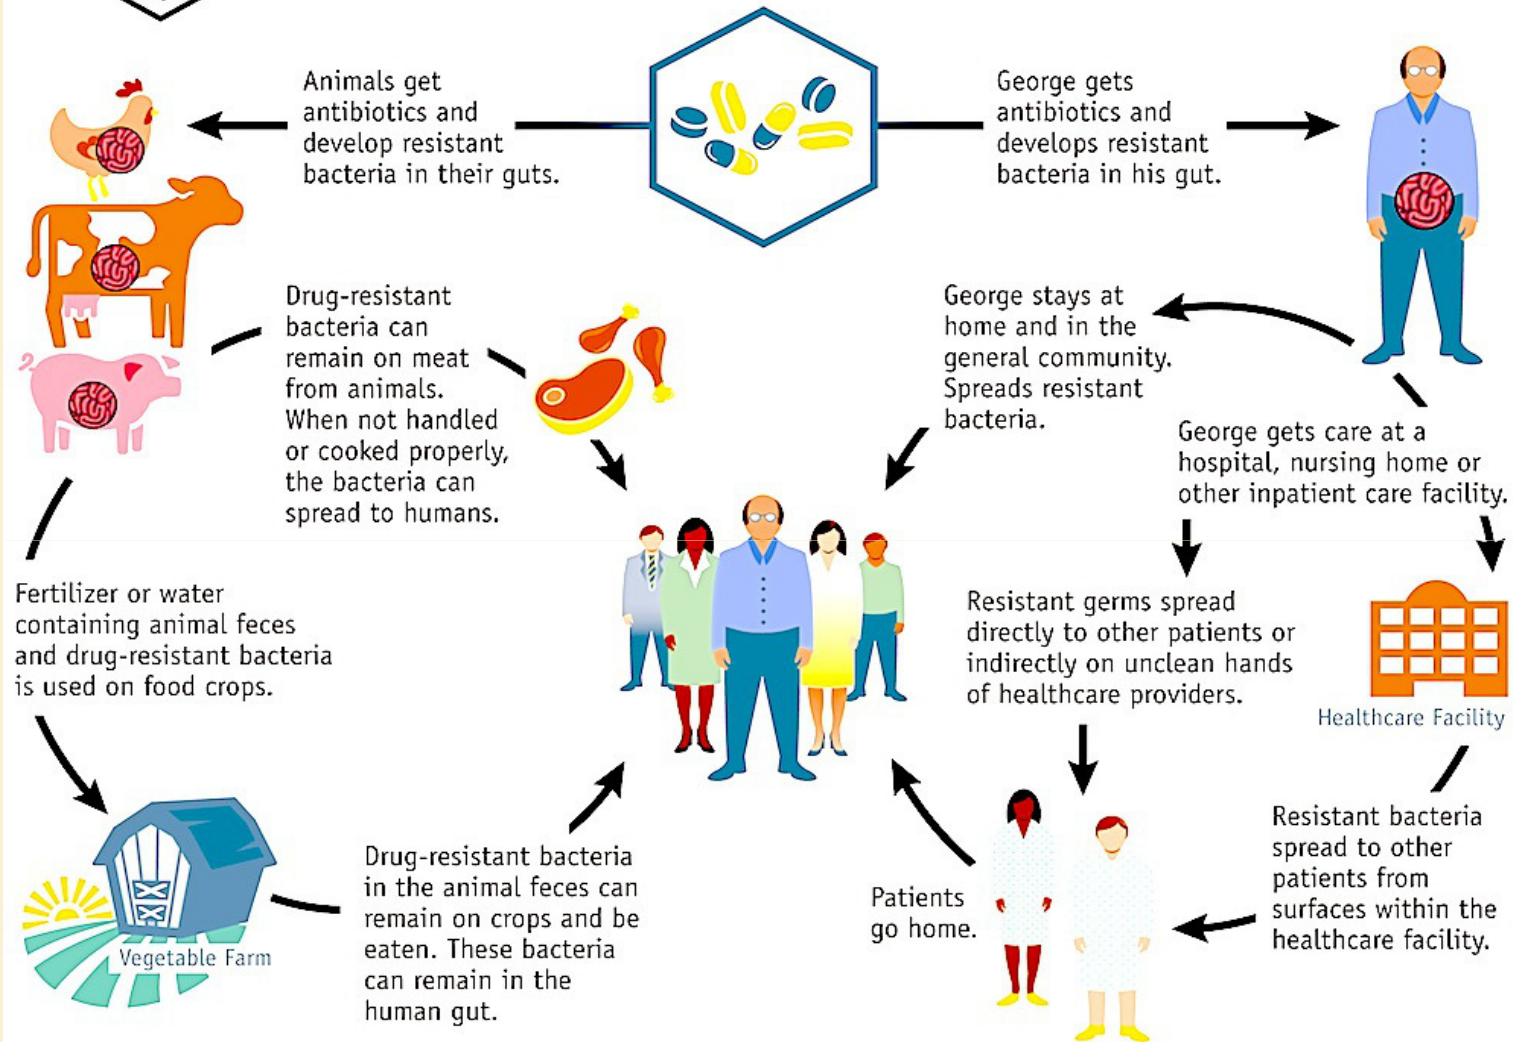 Animals get
antibiotics and
develop resistant
bacteria in their guts.
George gets
antibiotics and
develops resistant
bacteria in his gut.
Drug-resistant
bacteria can
remain on meat
from animals.
When not handled
or cooked properly,
the bacteria can
spread to humans.
George stays at
home and in the
general community.
Spreads resistant
bacteria.
George gets care at a
hospital, nursing home or
other inpatient care facility.
Fertilizer or water
containing animal feces
and drug-resistant bacteria
is used on food crops.
Resistant germs spread
directly to other patients or
indirectly on unclean hands
of healthcare providers.
Healthcare Facility
Vegetable Farm
Drug-resistant bacteria
in the animal feces can
remain on crops and be
eaten. These bacteria
can remain in the
human gut.
Patients
go home.
Resistant bacteria
spread to other
patients from
surfaces within the
healthcare facility.